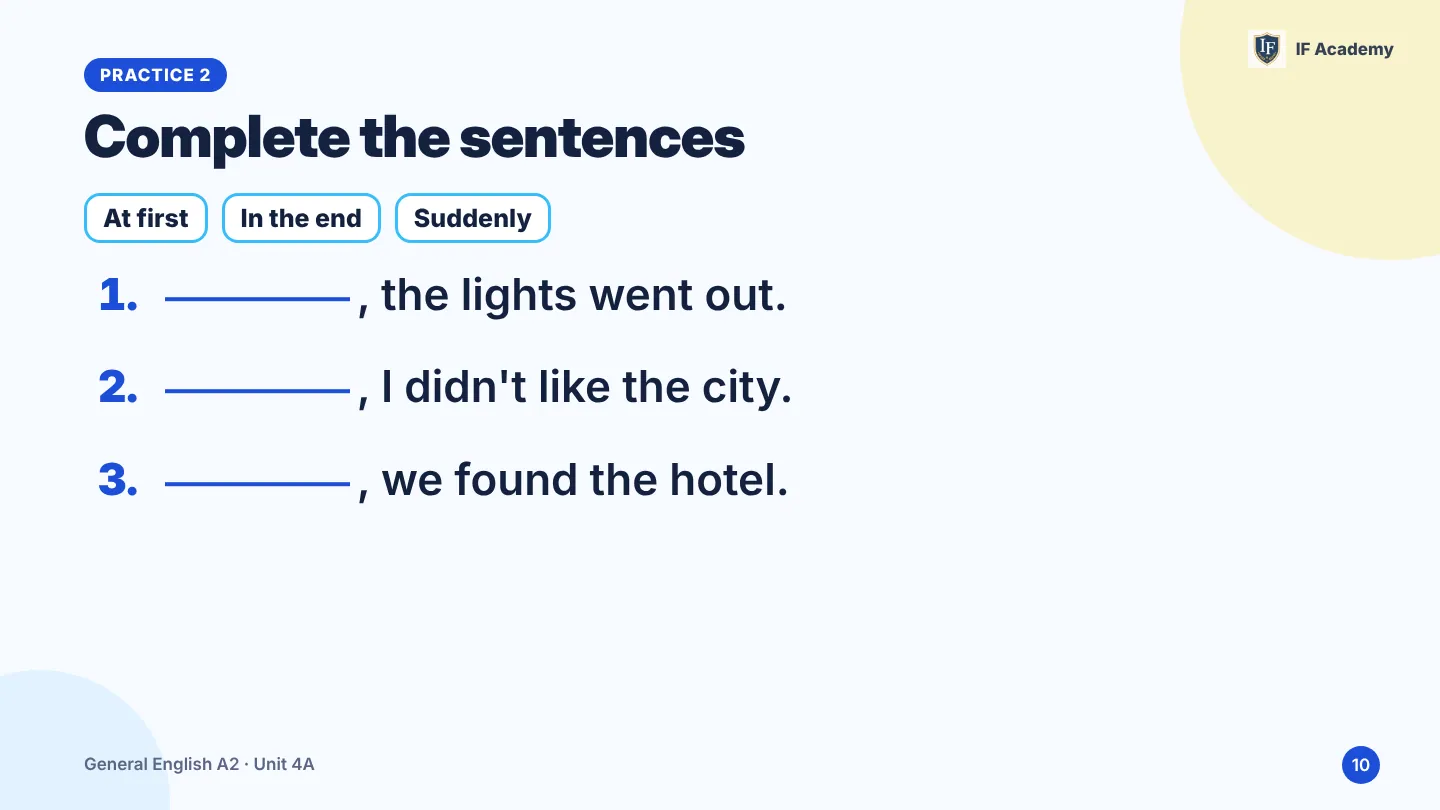 IF
IF Academy
PRACTICE 2
Complete the sentences
At first In the end Suddenly
1. ________, the lights went out.
2. ________, I didn't like the city.
3. ________, we found the hotel.
General English A2 · Unit 4A
10